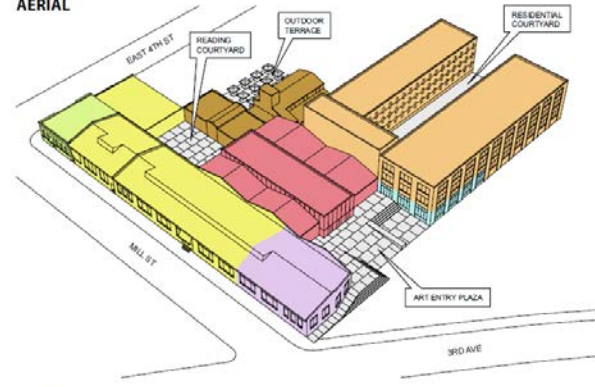 AERIAL
EAST 4TH ST
READING
COURTYARD
OUTDOOR
TERRACE
RESIDENTIAL
COURTYARD
MILL ST
ART ENTRY PLAZA
3RD AVE